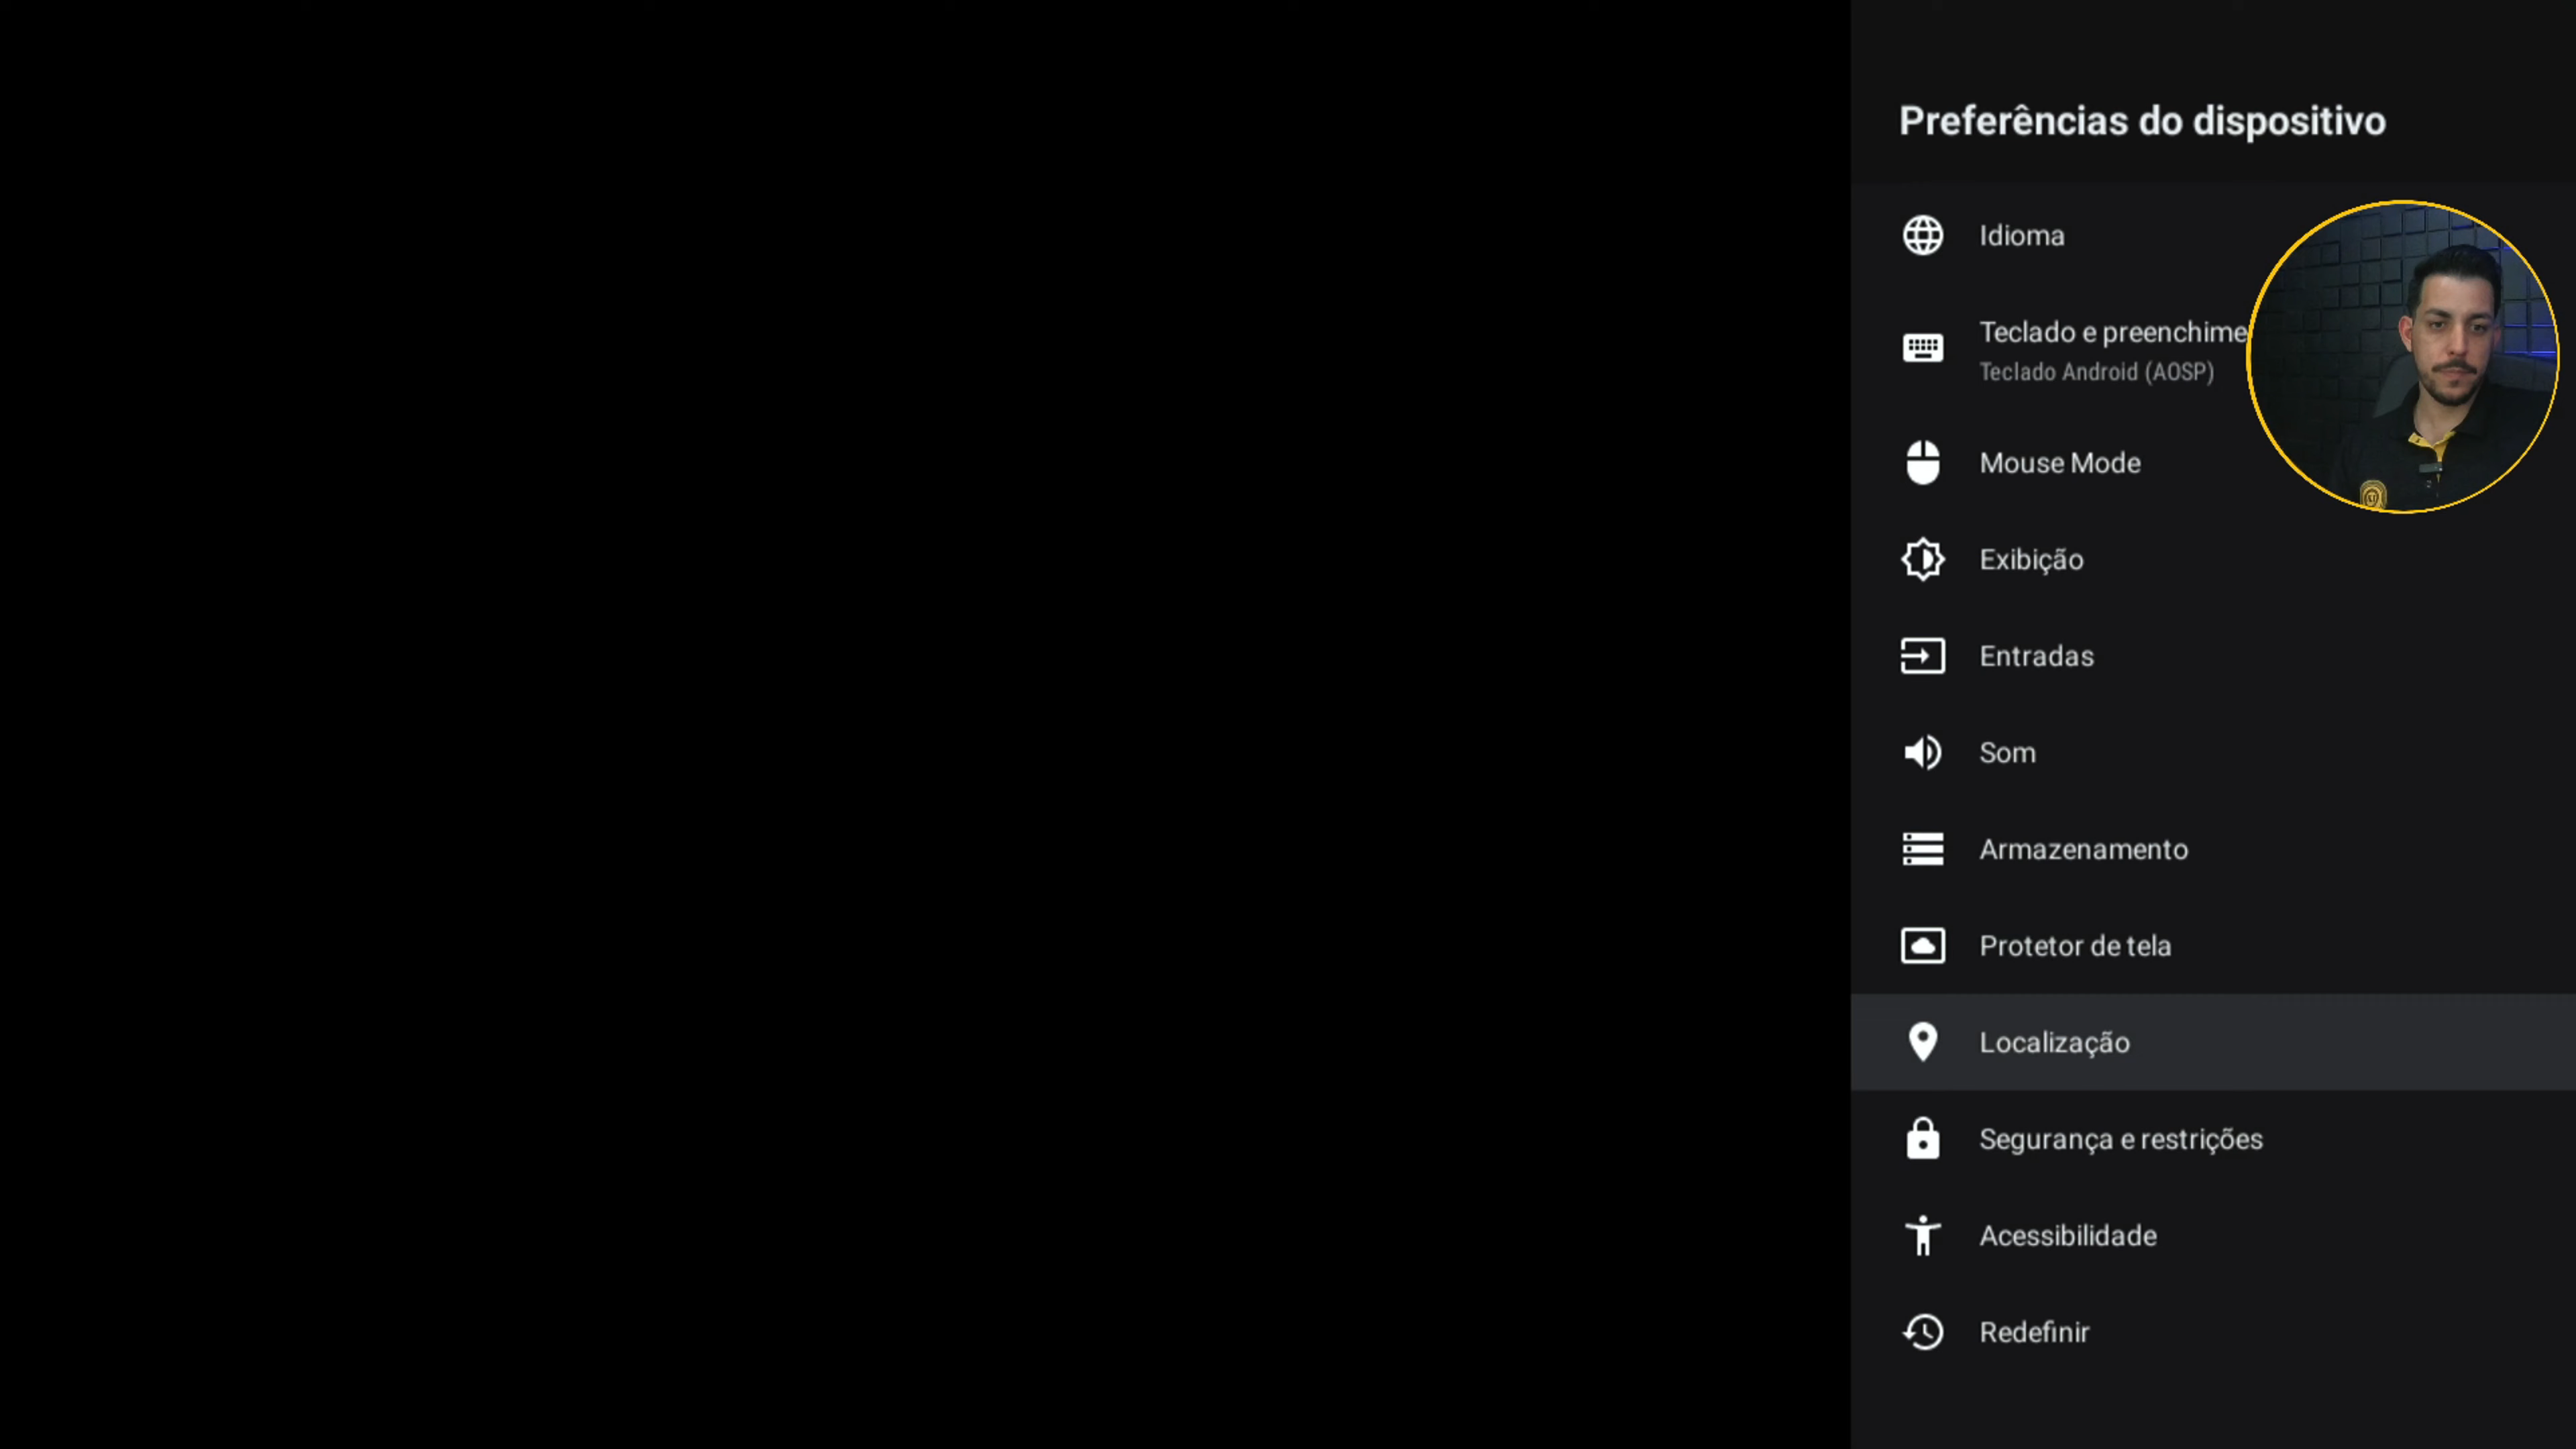 Preferências do dispositivo
Idioma
Teclado e preenchime
Teclado Android (AOSP)
Mouse Mode
Exibição
Entradas
Som
Armazenamento
Protetor de tela
Localização
Segurança e restrições
Acessibilidade
Redefinir